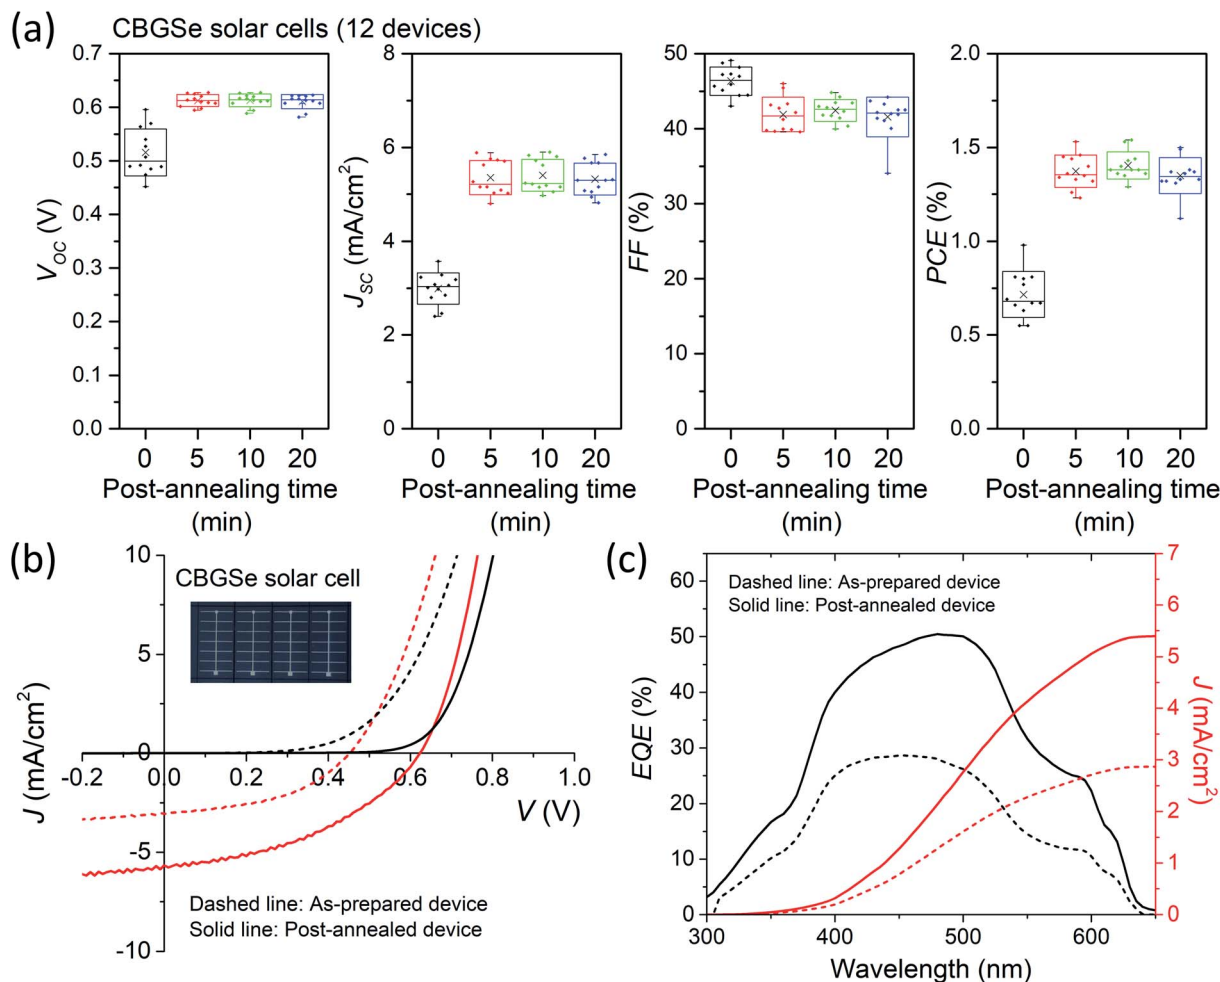 (a)
CBGSe solar cells (12 devices)
V_OC (V)
0.7
0.6
0.5
0.4
0.3
0.2
0.1
0.0
0 5 10 20
Post-annealing time
(min)
J_SC (mA/cm²)
8
6
4
2
0
0 5 10 20
Post-annealing time
(min)
FF (%)
50
40
30
20
10
0
0 5 10 20
Post-annealing time
(min)
PCE (%)
2.0
1.5
1.0
0.5
0.0
0 5 10 20
Post-annealing time
(min)
(b)
CBGSe solar cell
J (mA/cm²)
10
5
0
-5
-10
-0.2 0.0 0.2 0.4 0.6 0.8 1.0
V (V)
Dashed line: As-prepared device
Solid line: Post-annealed device
(c)
Dashed line: As-prepared device
Solid line: Post-annealed device
EQE (%)
60
50
40
30
20
10
0
J (mA/cm²)
7
6
5
4
3
2
1
0
300 400 500 600
Wavelength (nm)